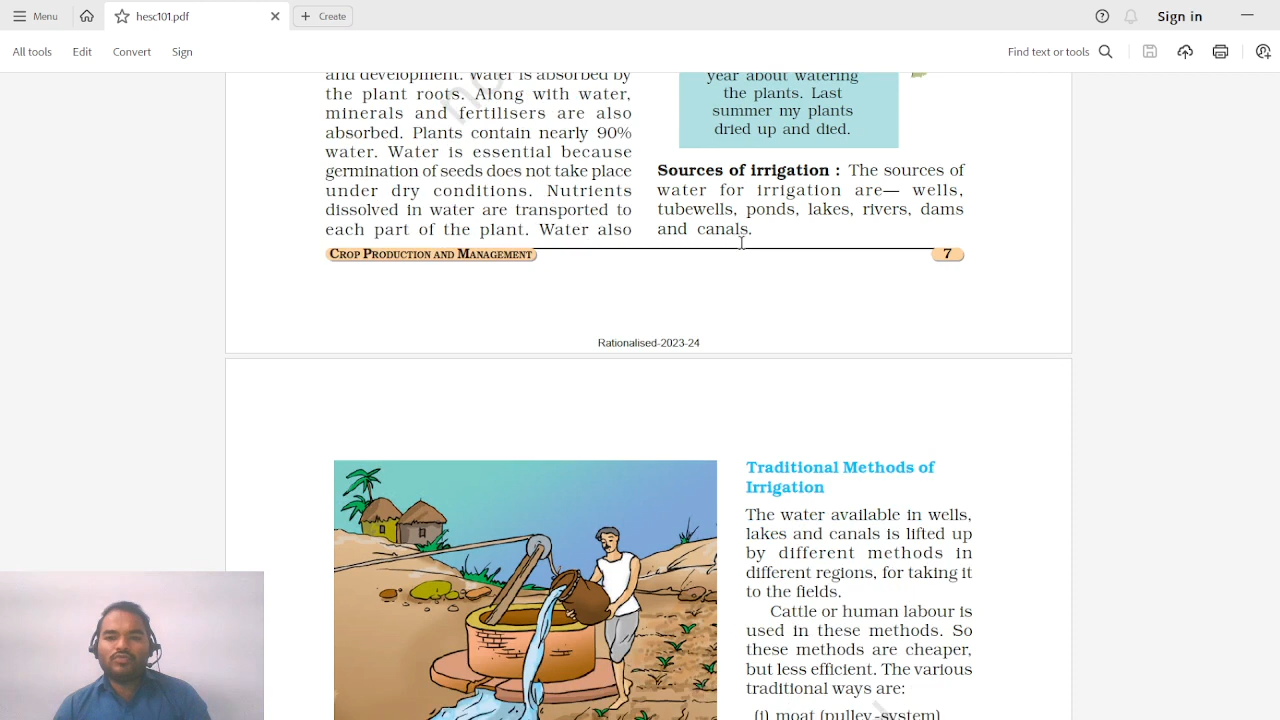 Menu
hesc101.pdf
Create
Sign in
All tools
Edit
Convert
Sign
Find text or tools
and development. Water is absorbed by
the plant roots. Along with water,
minerals and fertilisers are also
absorbed. Plants contain nearly 90%
water. Water is essential because
germination of seeds does not take place
under dry conditions. Nutrients
dissolved in water are transported to
each part of the plant. Water also
year about watering
the plants. Last
summer my plants
dried up and died.
Sources of irrigation : The sources of
water for irrigation are— wells,
tubewells, ponds, lakes, rivers, dams
and canals.
CROP PRODUCTION AND MANAGEMENT
7
Rationalised-2023-24
Traditional Methods of
Irrigation
The water available in wells,
lakes and canals is lifted up
by different methods in
different regions, for taking it
to the fields.
Cattle or human labour is
used in these methods. So
these methods are cheaper,
but less efficient. The various
traditional ways are:
(i) moat (pulley-system)